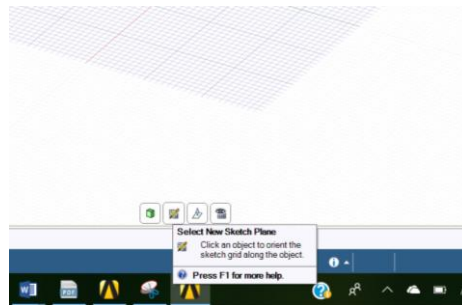 Select New Sketch Plane
Click an object to orient the
sketch grid along the object.
Press F1 for more help.
W
PDF